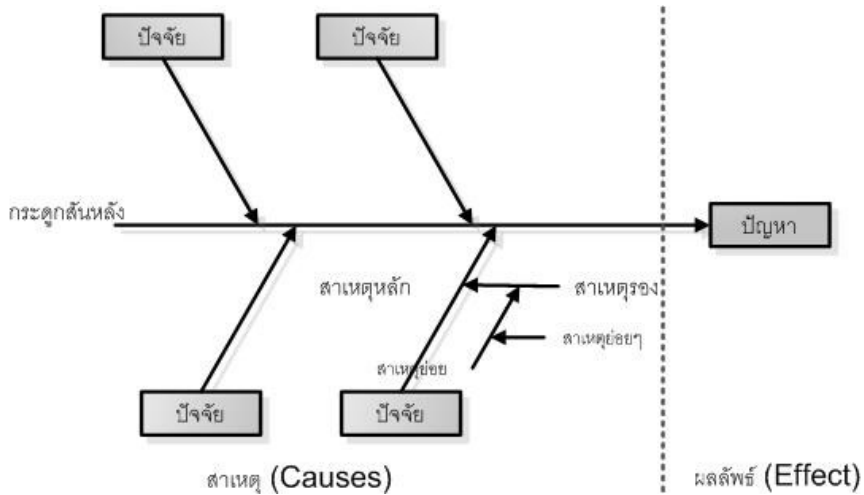 ปัจจัย
ปัจจัย
กระดูกสันหลัง
ปัญหา
สาเหตุหลัก
สาเหตุรอง
สาเหตุย่อยๆ
สาเหตุย่อย
ปัจจัย
ปัจจัย
สาเหตุ (Causes)
ผลลัพธ์ (Effect)